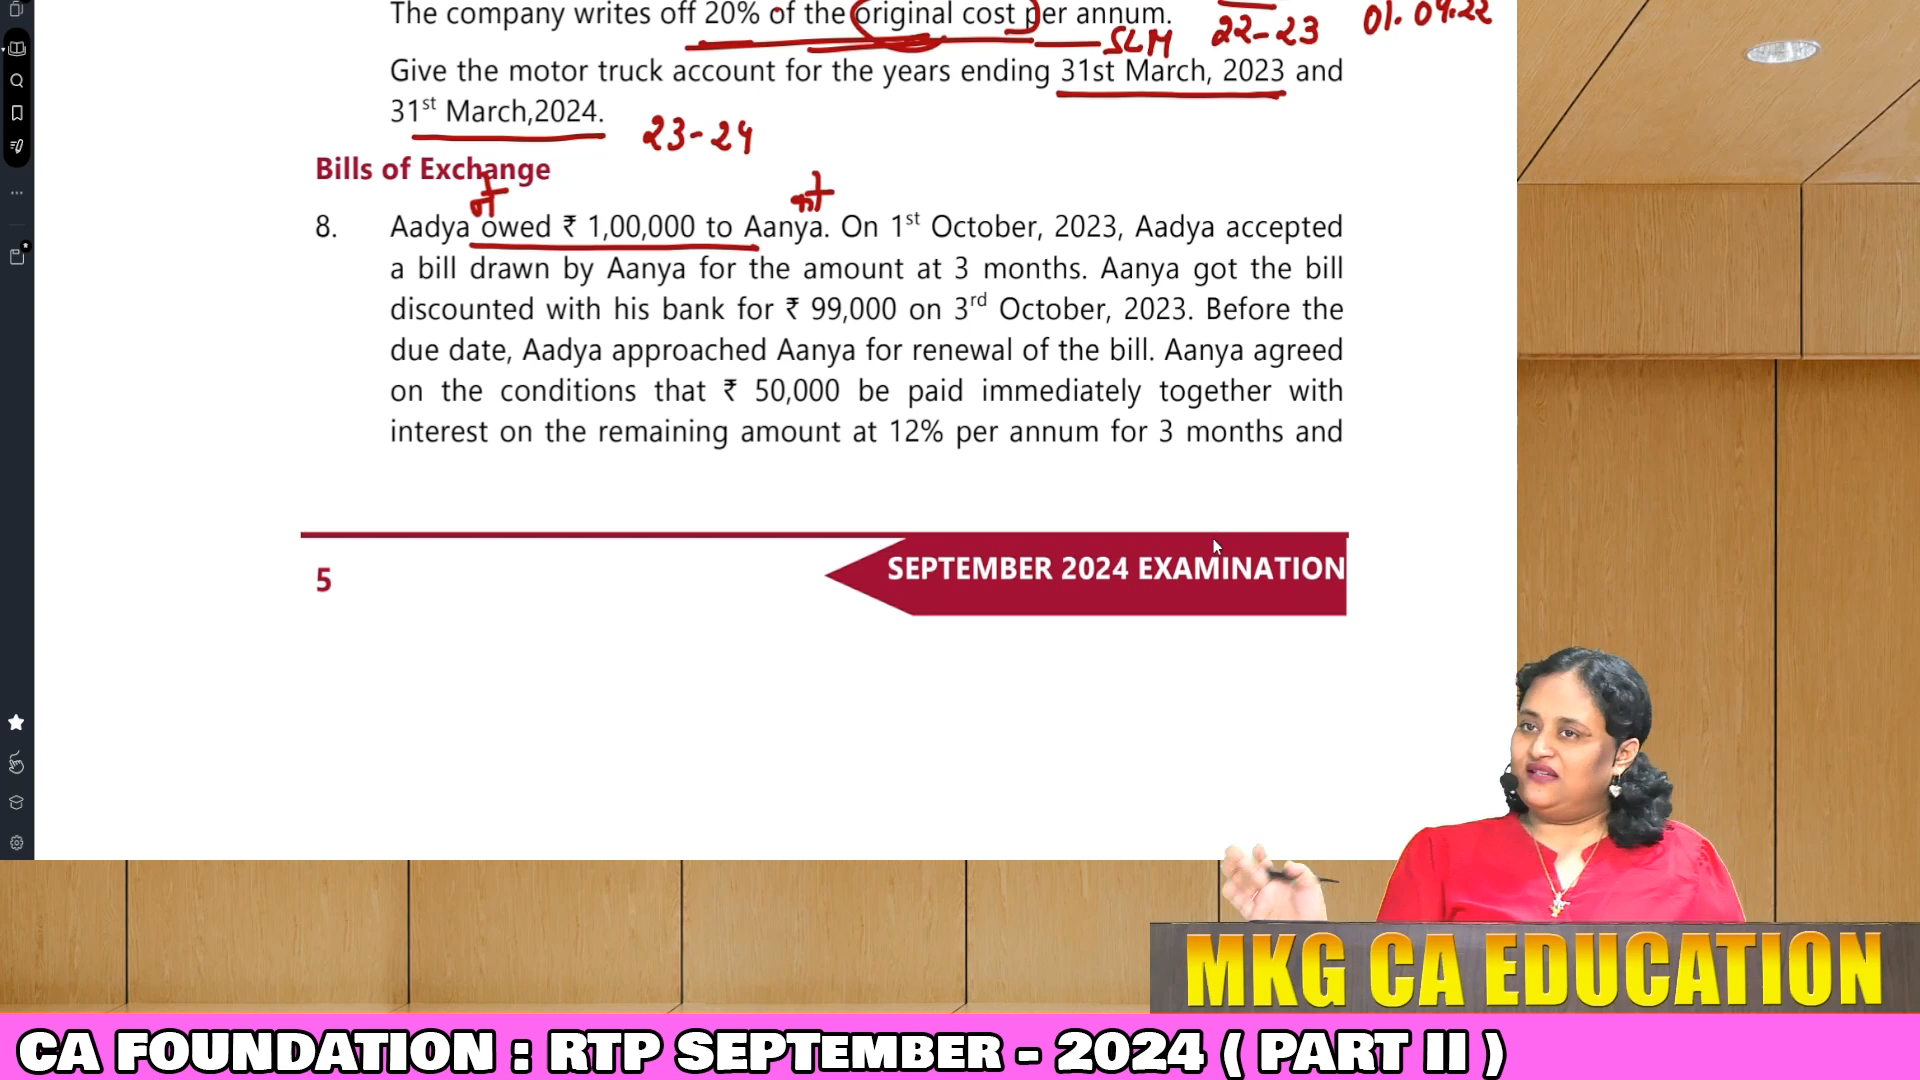 The company writes off 20% of the original cost per annum.
SLM
22-23
01.04.22
Give the motor truck account for the years ending 31st March, 2023 and
31st March,2024.
23-24
Bills of Exchange
ने
को
8. Aadya owed ₹ 1,00,000 to Aanya. On 1st October, 2023, Aadya accepted
a bill drawn by Aanya for the amount at 3 months. Aanya got the bill
discounted with his bank for ₹ 99,000 on 3rd October, 2023. Before the
due date, Aadya approached Aanya for renewal of the bill. Aanya agreed
on the conditions that ₹ 50,000 be paid immediately together with
interest on the remaining amount at 12% per annum for 3 months and
5
SEPTEMBER 2024 EXAMINATION
MKG CA EDUCATION
CA FOUNDATION : RTP SEPTEMBER - 2024 ( PART II )